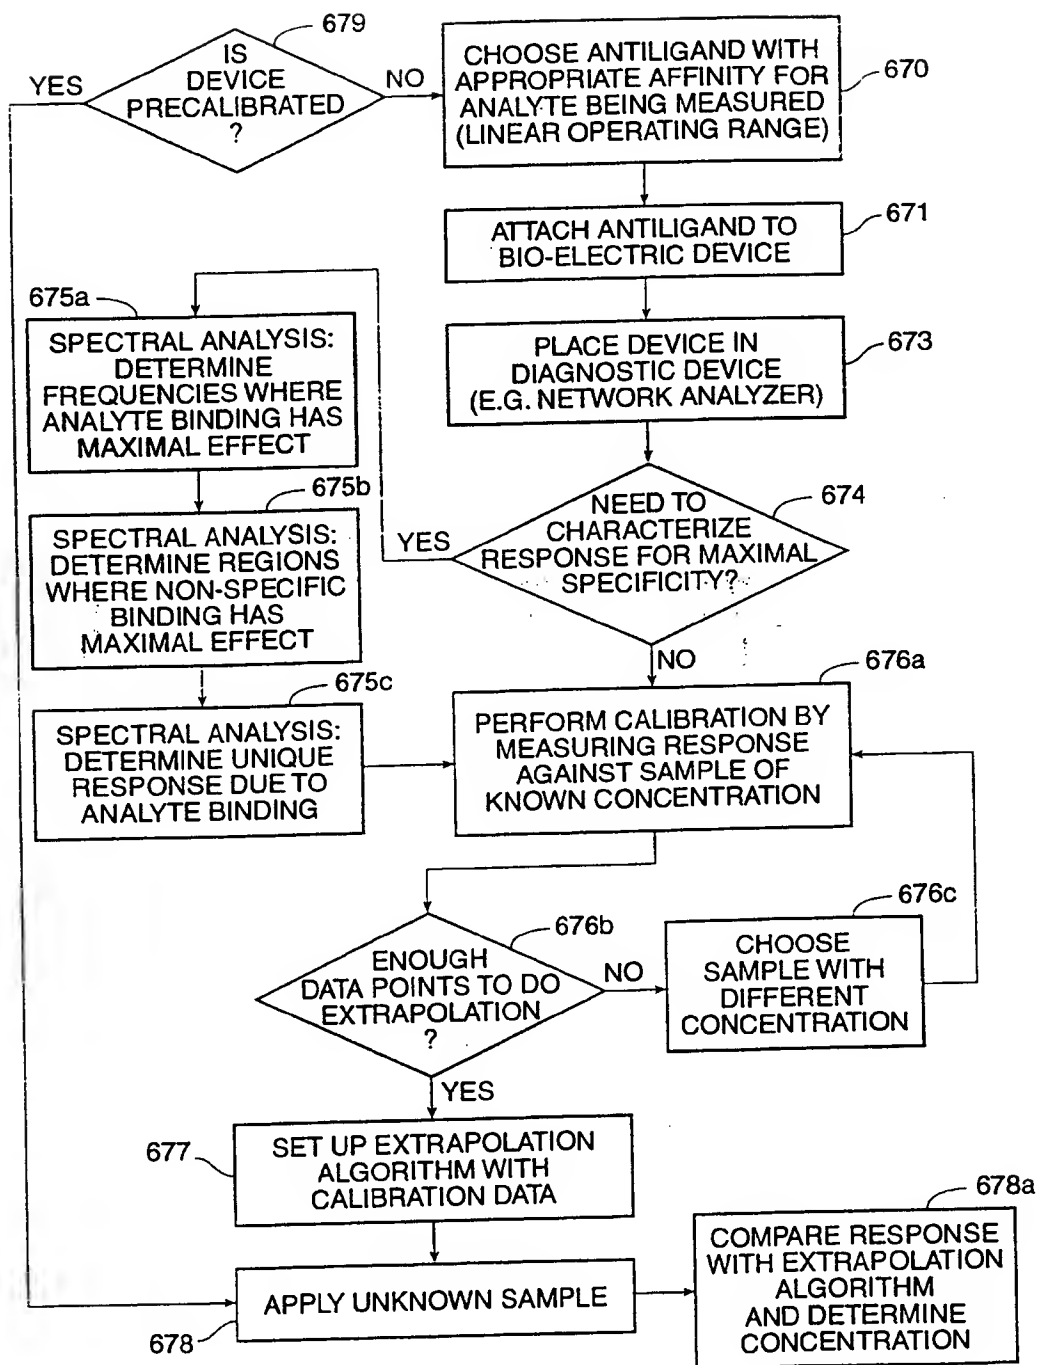 679
IS
DEVICE
PRECALIBRATED
?
YES
NO
CHOOSE ANTILIGAND WITH
APPROPRIATE AFFINITY FOR
ANALYTE BEING MEASURED
(LINEAR OPERATING RANGE)
670
ATTACH ANTILIGAND TO
BIO-ELECTRIC DEVICE
671
PLACE DEVICE IN
DIAGNOSTIC DEVICE
(E.G. NETWORK ANALYZER)
673
NEED TO
CHARACTERIZE
RESPONSE FOR MAXIMAL
SPECIFICITY?
674
YES
NO
675a
SPECTRAL ANALYSIS:
DETERMINE
FREQUENCIES WHERE
ANALYTE BINDING HAS
MAXIMAL EFFECT
675b
SPECTRAL ANALYSIS:
DETERMINE REGIONS
WHERE NON-SPECIFIC
BINDING HAS
MAXIMAL EFFECT
675c
SPECTRAL ANALYSIS:
DETERMINE UNIQUE
RESPONSE DUE TO
ANALYTE BINDING
676a
PERFORM CALIBRATION BY
MEASURING RESPONSE
AGAINST SAMPLE OF
KNOWN CONCENTRATION
676b
ENOUGH
DATA POINTS TO DO
EXTRAPOLATION
?
NO
YES
676c
CHOOSE
SAMPLE WITH
DIFFERENT
CONCENTRATION
677
SET UP EXTRAPOLATION
ALGORITHM WITH
CALIBRATION DATA
APPLY UNKNOWN SAMPLE
678
678a
COMPARE RESPONSE
WITH EXTRAPOLATION
ALGORITHM
AND DETERMINE
CONCENTRATION